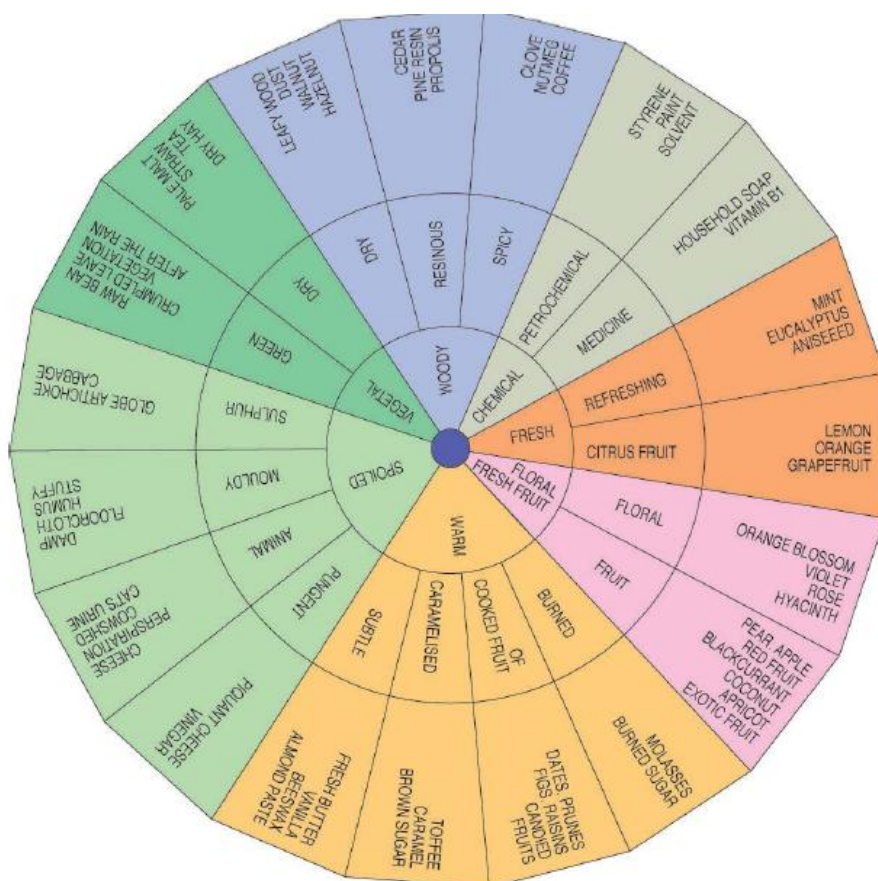 WOODY
DRY
LEAFY WOOD
DUST
WALNUT
HAZELNUT
RESINOUS
CEDAR
PINE RESIN
PROPOLIS
SPICY
CLOVE
NUTMEG
COFFEE
CHEMICAL
PETROCHEMICAL
STYRENE
PAINT
SOLVENT
MEDICINE
HOUSEHOLD SOAP
VITAMIN B1
FRESH
REFRESHING
MINT
EUCALYPTUS
ANISEEED
CITRUS FRUIT
LEMON
ORANGE
GRAPEFRUIT
FLORAL
FRESH FRUIT
FLORAL
ORANGE BLOSSOM
VIOLET
ROSE
HYACINTH
FRUIT
PEAR, APPLE
RED FRUIT
BLACKCURRANT
COCONUT
APRICOT
EXOTIC FRUIT
WARM
BURNED
MOLASSES
BURNED SUGAR
OF
COOKED FRUIT
DATES, PRUNES
FIGS, RAISINS
CANDIED
FRUITS
CARAMELISED
TOFFEE
CARAMEL
BROWN SUGAR
SUBTLE
FRESH BUTTER
VANILLA
BEESWAX
ALMOND PASTE
SPOILED
PUNGENT
PIQUANT CHEESE
VINEGAR
ANIMAL
CHEESE
PERSPIRATION
COWSHED
CAT'S URINE
MOULDY
DAMP
FLOORCLOTH
HUMUS
STUFFY
SULPHUR
GLOBE ARTICHOKE
CABBAGE
VEGETAL
GREEN
RAW BEAN
CRUMPLED LEAVE
VEGETATION
AFTER THE RAIN
DRY
PALE MALT
STRAW
TEA
DRY HAY